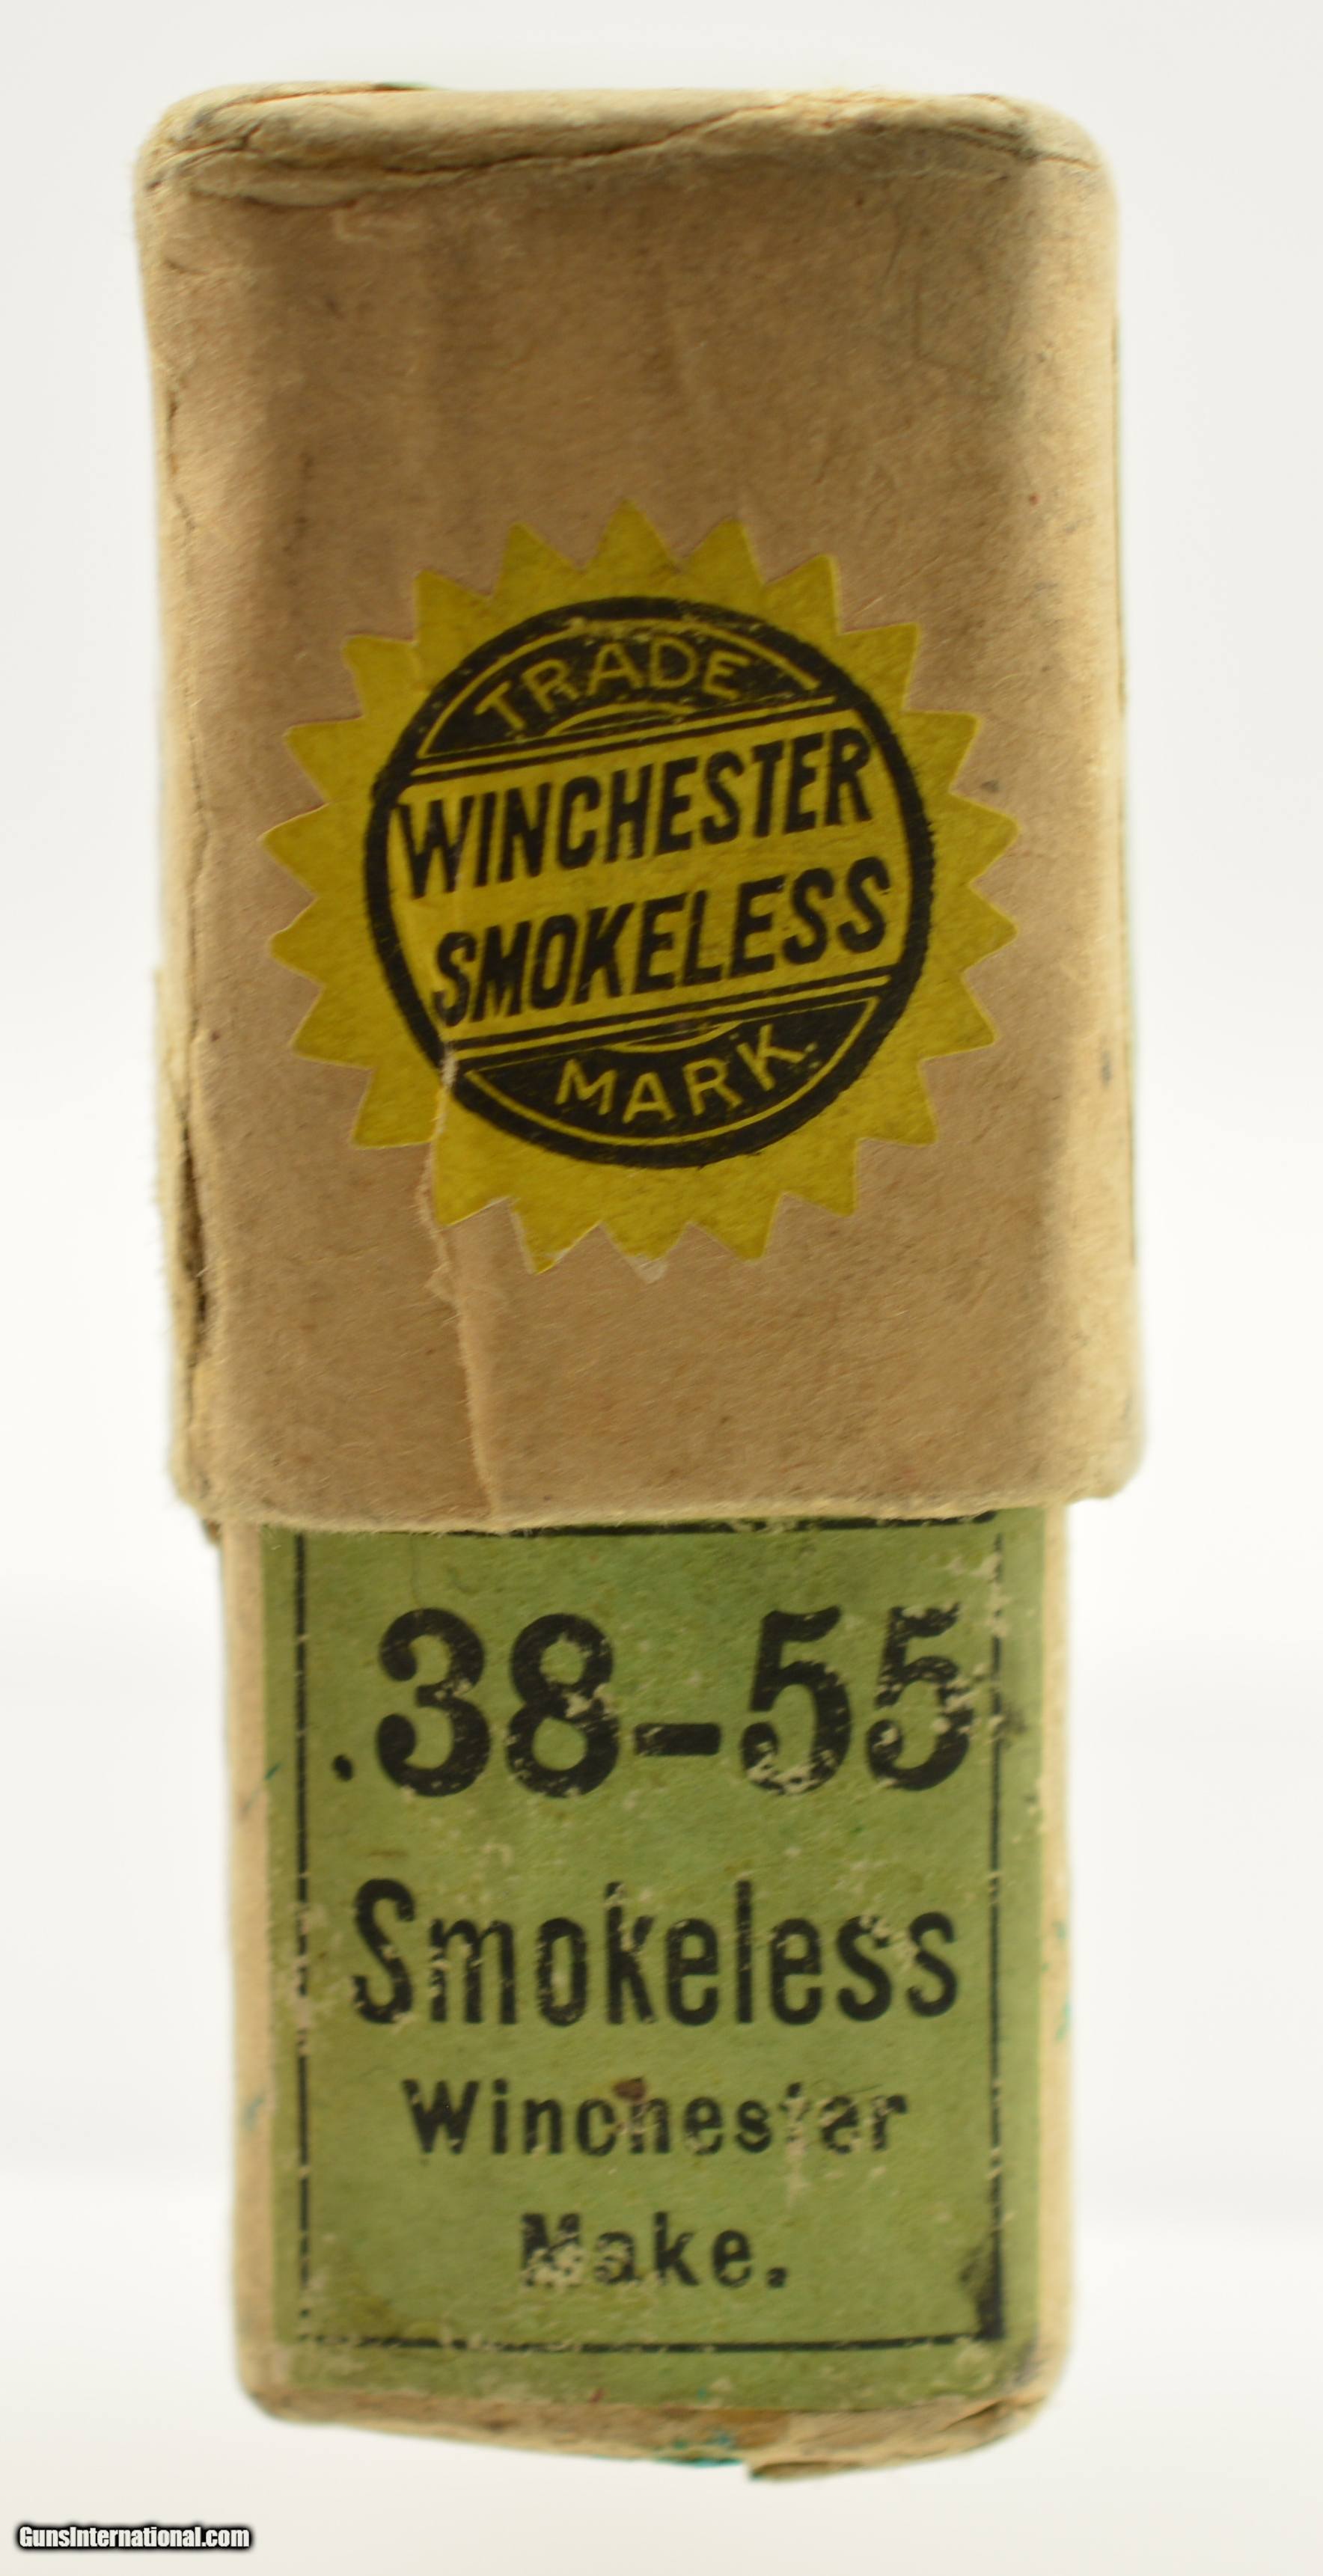 TRADE
WINCHESTER
SMOKELESS
MARK.
.38-55
Smokeless
Winchester
Make.
GunsInternational.com